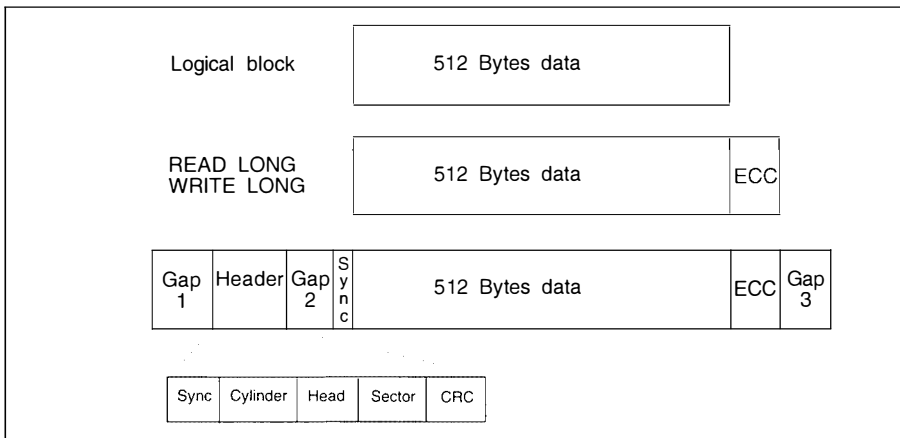 Logical block
512 Bytes data
READ LONG
WRITE LONG
512 Bytes data
ECC
Gap
1
Header
Gap
2
Sync
512 Bytes data
ECC
Gap
3
Sync
Cylinder
Head
Sector
CRC